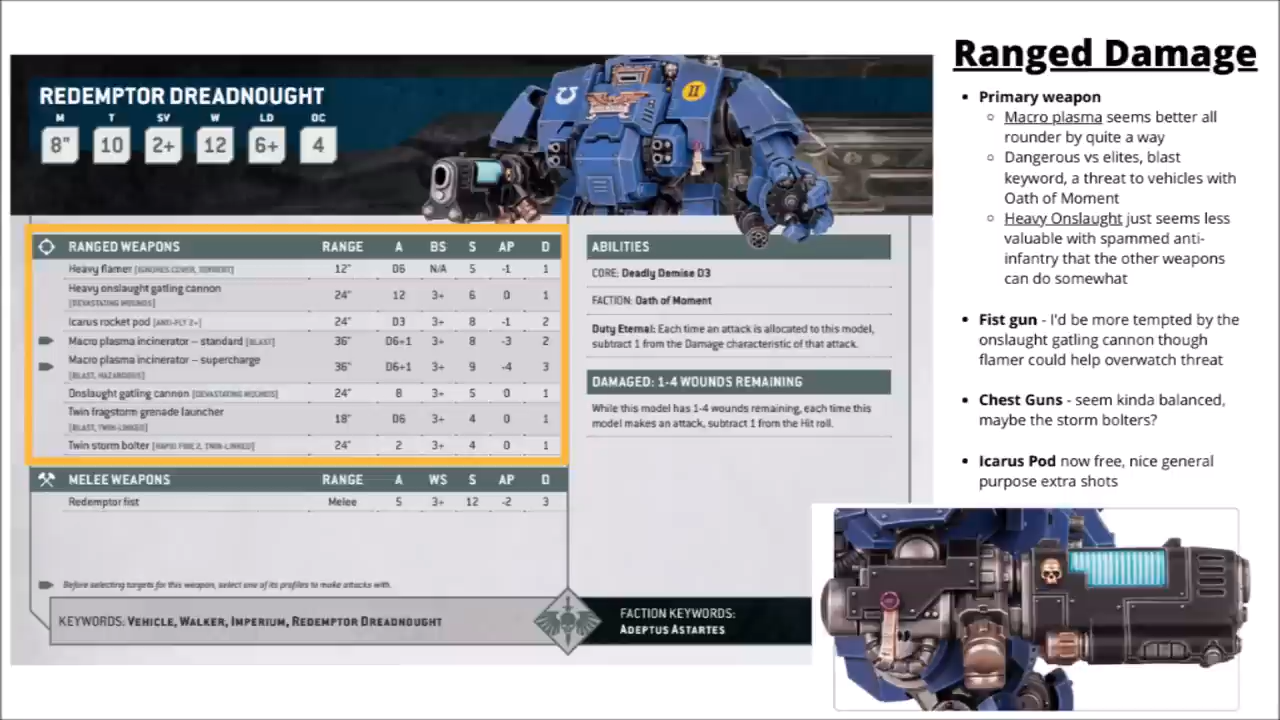 Ranged Damage
REDEMPTOR DREADNOUGHT
M T SV W LD OC
8" 10 2+ 12 6+ 4
II
RANGED WEAPONS RANGE A BS S AP D
Heavy flamer [IGNORES COVER, TORRENT] 12" D6 N/A 5 -1 1
Heavy onslaught gatling cannon
[DEVASTATING WOUNDS] 24" 12 3+ 6 0 1
Icarus rocket pod [ANTI-FLY 2+] 24" D3 3+ 8 -1 2
Macro plasma incinerator – standard [BLAST] 36" D6+1 3+ 8 -3 2
Macro plasma incinerator – supercharge
[BLAST, HAZARDOUS] 36" D6+1 3+ 9 -4 3
Onslaught gatling cannon [DEVASTATING WOUNDS] 24" 8 3+ 5 0 1
Twin fragstorm grenade launcher
[BLAST, TWIN-LINKED] 18" D6 3+ 4 0 1
Twin storm bolter [RAPID FIRE 2, TWIN-LINKED] 24" 2 3+ 4 0 1
MELEE WEAPONS RANGE A WS S AP D
Redemptor fist Melee 5 3+ 12 -2 3
Before selecting targets for this weapon, select one of its profiles to make attacks with.
KEYWORDS: VEHICLE, WALKER, IMPERIUM, REDEMPTOR DREADNOUGHT
ABILITIES
CORE: Deadly Demise D3
FACTION: Oath of Moment
Duty Eternal: Each time an attack is allocated to this model,
subtract 1 from the Damage characteristic of that attack.
DAMAGED: 1-4 WOUNDS REMAINING
While this model has 1-4 wounds remaining, each time this
model makes an attack, subtract 1 from the Hit roll.
FACTION KEYWORDS:
ADEPTUS ASTARTES
• Primary weapon
○ Macro plasma seems better all
rounder by quite a way
○ Dangerous vs elites, blast
keyword, a threat to vehicles with
Oath of Moment
○ Heavy Onslaught just seems less
valuable with spammed anti-
infantry that the other weapons
can do somewhat
• Fist gun - I'd be more tempted by the
onslaught gatling cannon though
flamer could help overwatch threat
• Chest Guns - seem kinda balanced,
maybe the storm bolters?
• Icarus Pod now free, nice general
purpose extra shots